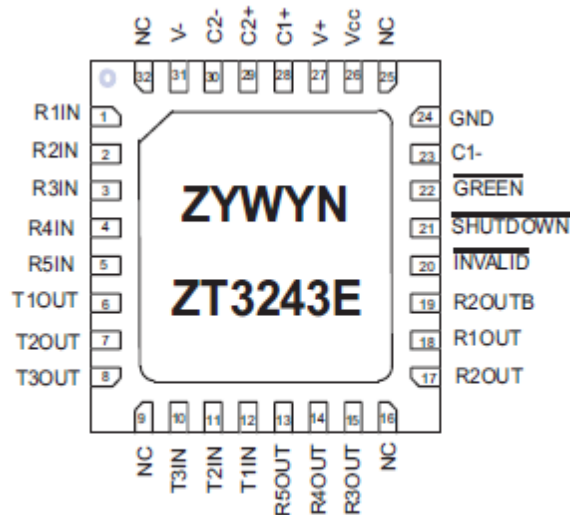 NC V- C2- C2+ C1+ V+ Vcc NC
32 31 30 29 28 27 26 25
R1IN 1
R2IN 2
R3IN 3
R4IN 4
R5IN 5
T1OUT 6
T2OUT 7
T3OUT 8
ZYWYN
ZT3243E
24 GND
23 C1-
22 GREEN
21 SHUTDOWN
20 INVALID
19 R2OUTB
18 R1OUT
17 R2OUT
9 10 11 12 13 14 15 16
NC T3IN T2IN T1IN R5OUT R4OUT R3OUT NC